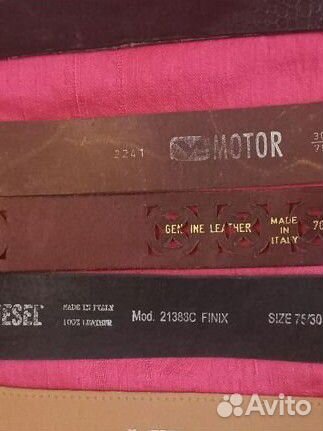 2241 MOTOR 30
GENUINE LEATHER MADE IN ITALY 70
MADE IN ITALY
100% LEATHER
Mod. 21383C FINIX SIZE 75/30
Avito